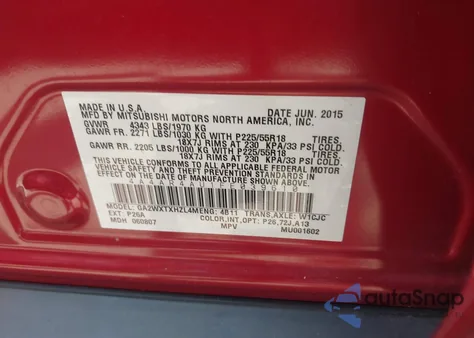 MADE IN U.S.A. DATE JUN. 2015
MFD BY MITSUBISHI MOTORS NORTH AMERICA, INC.
GVWR 4343 LBS/1970 KG
GAWR FR. 2271 LBS/1030 KG WITH P225/55R18 TIRES,
18X7J RIMS AT 230 KPA/33 PSI COLD
GAWR RR. 2205 LBS/1000 KG WITH P225/55R18 TIRES,
18X7J RIMS AT 230 KPA/33 PSI COLD
THIS VEHICLE CONFORMS TO ALL APPLICABLE FEDERAL MOTOR
VEHICLE SAFETY AND THEFT PREVENTION STANDARDS IN
EFFECT ON THE DATE OF MANUFACTURE SHOWN ABOVE.
MODEL: GA2WXTXHZL4M ENG: 4B11 TRANS,AXLE: W1CJC
EXT: P26A COLOR,INT,OPT: P26,72J,A13
MDH 060807 MPV MU001602
autoSnap